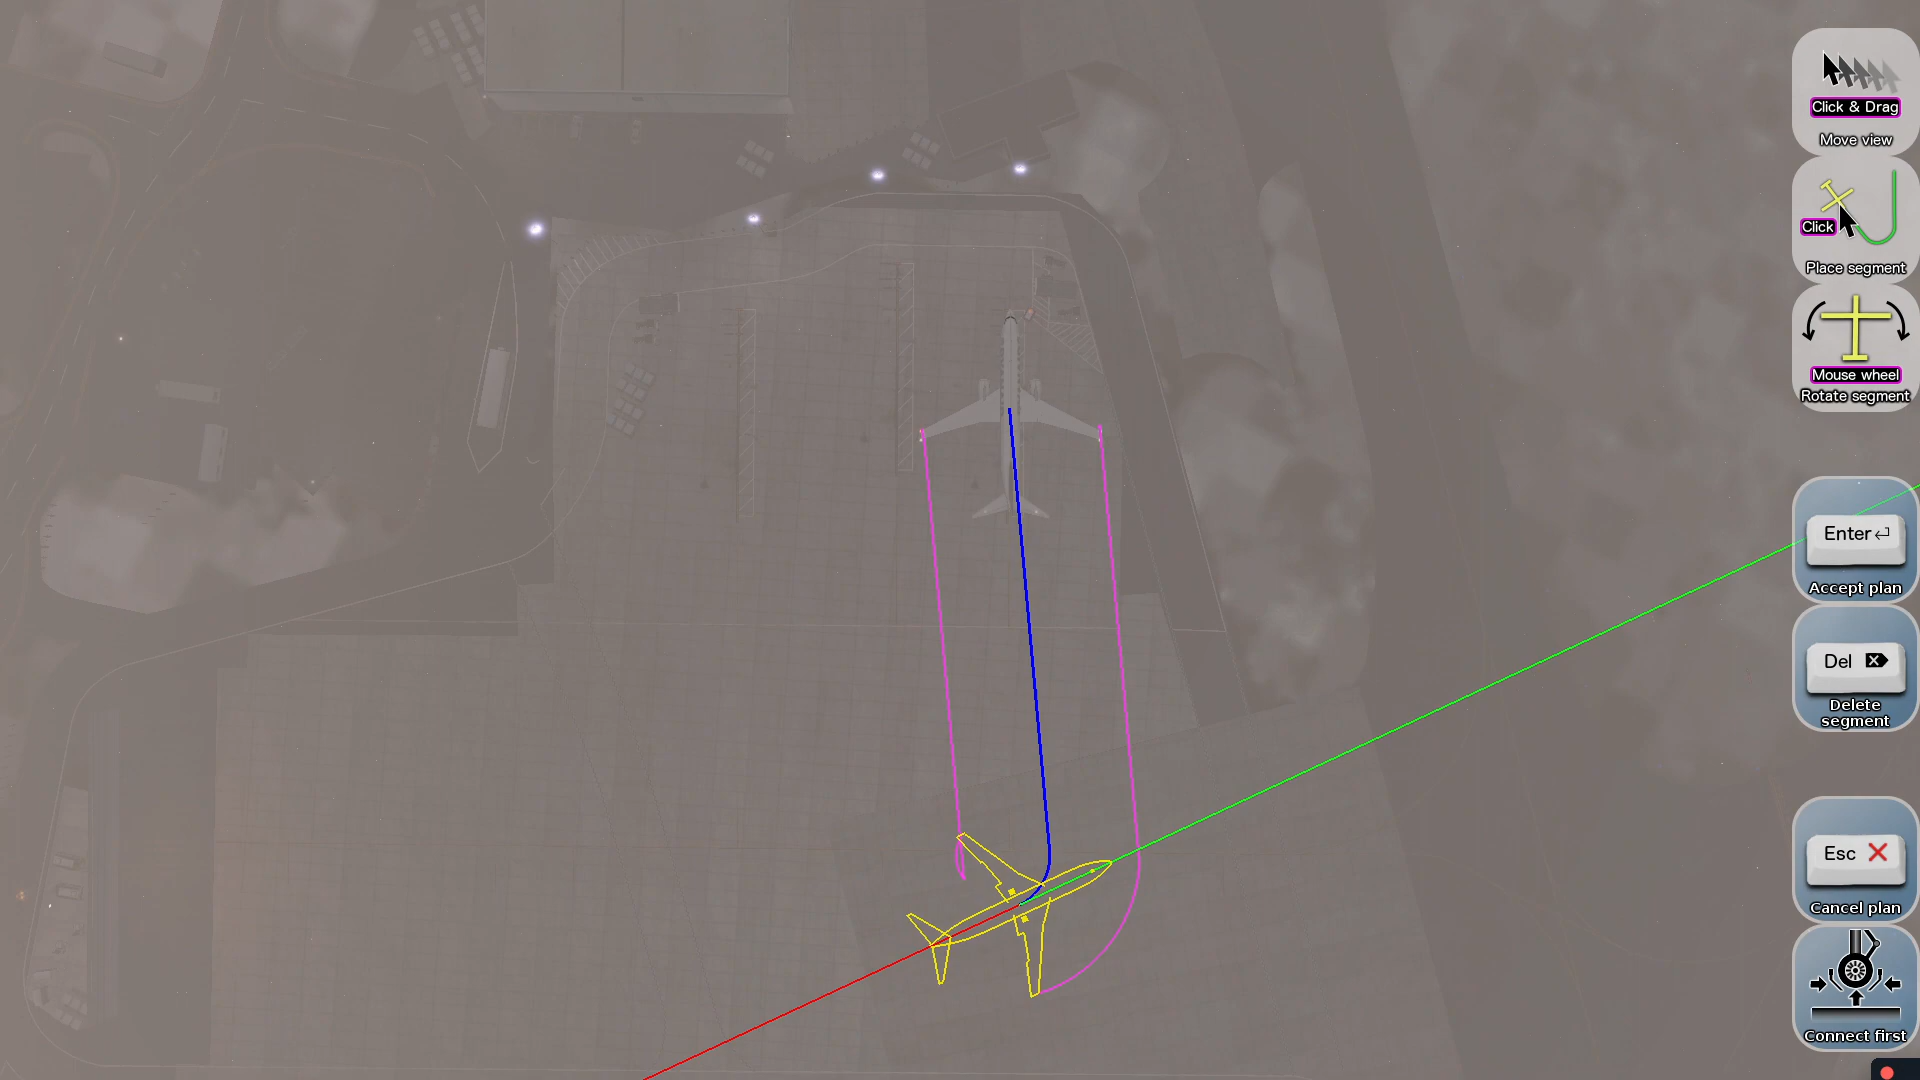 Click & Drag
Move view
Click
Place segment
Mouse wheel
Rotate segment
Enter
Accept plan
Del
Delete
segment
Esc
Cancel plan
Connect first